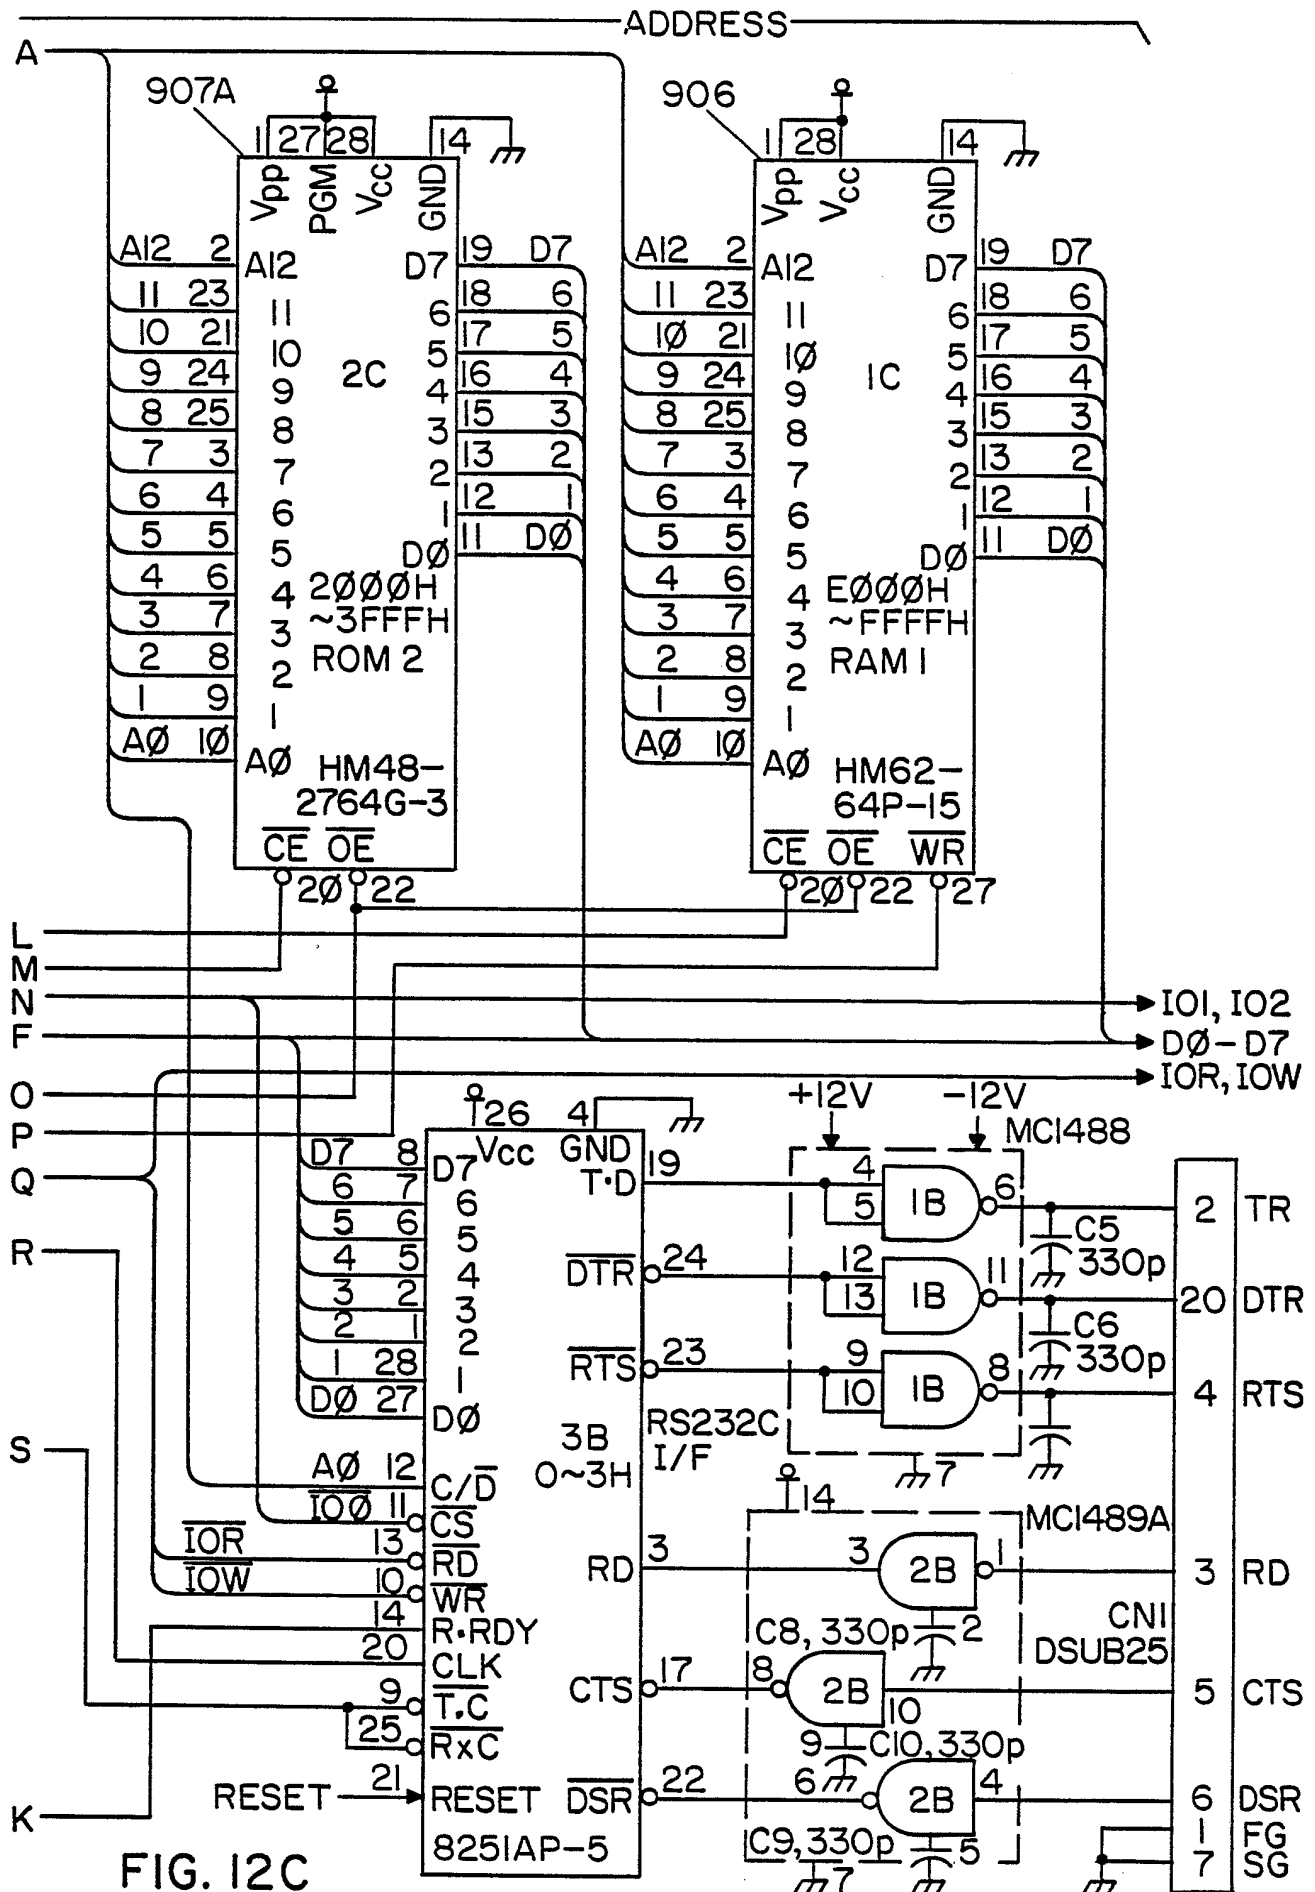 ADDRESS
A
907A
906
1 27 28 14
1 28 14
Vpp PGM Vcc GND
Vpp Vcc GND
A12 2 A12 D7 19 D7
11 23 11 6 18 6
10 21 10 5 17 5
9 24 9 4 16 4
8 25 8 3 15 3
7 3 7 2 13 2
6 4 6 1 12 1
5 5 5 DØ 11 DØ
4 6 4
3 7 3
2 8 2
1 9 1
AØ 1Ø AØ
2C
2ØØØH
~3FFFH
ROM 2
HM48-
2764G-3
CE OE
2Ø 22
A12 2 A12 D7 19 D7
11 23 11 6 18 6
1Ø 21 1Ø 5 17 5
9 24 9 4 16 4
8 25 8 3 15 3
7 3 7 2 13 2
6 4 6 1 12 1
5 5 5 DØ 11 DØ
4 6 4
3 7 3
2 8 2
1 9 1
AØ 1Ø AØ
1C
EØØØH
~FFFFH
RAM 1
HM62-
64P-15
CE OE WR
2Ø 22 27
L
M
N
F
O
P
Q
R
S
K
IO1, IO2
DØ-D7
IOR, IOW
26 4
Vcc GND
D7 8 D7
6 7 6
5 6 5
4 5 4
3 2 3
2 1 2
1 28 1
DØ 27 DØ
AØ 12 C/D
IOØ 11 CS
IOR 13 RD
IOW 10 WR
14 R·RDY
20 CLK
9 T.C
25 RxC
RESET 21 RESET
8251AP-5
3B
0~3H
RS232C
I/F
T·D 19
DTR 24
RTS 23
RD 3
CTS 17
DSR 22
+12V -12V
MC1488
4 5 1B 6
12 13 1B 11
9 10 1B 8
7
C5
330p
C6
330p
14
MC1489A
3 2B 1
2
C8, 330p
8 2B 10
9
C10, 330p
6 2B 4
5
C9, 330p
7
CN1
DSUB25
2 TR
20 DTR
4 RTS
3 RD
5 CTS
6 DSR
1 FG
7 SG
FIG. 12C